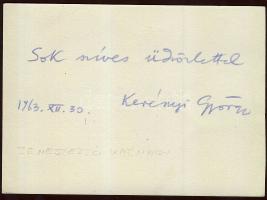 Sok szíves üdvözlettel
1963. XII. 30.
Kerényi György